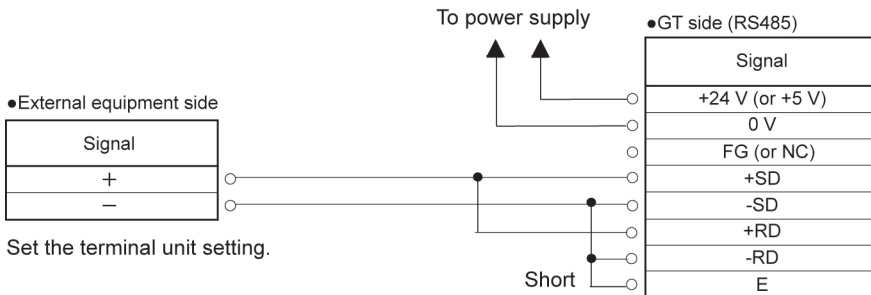 To power supply
●GT side (RS485)
Signal
+24 V (or +5 V)
0 V
FG (or NC)
+SD
-SD
+RD
-RD
E
●External equipment side
Signal
+
−
Set the terminal unit setting.
Short